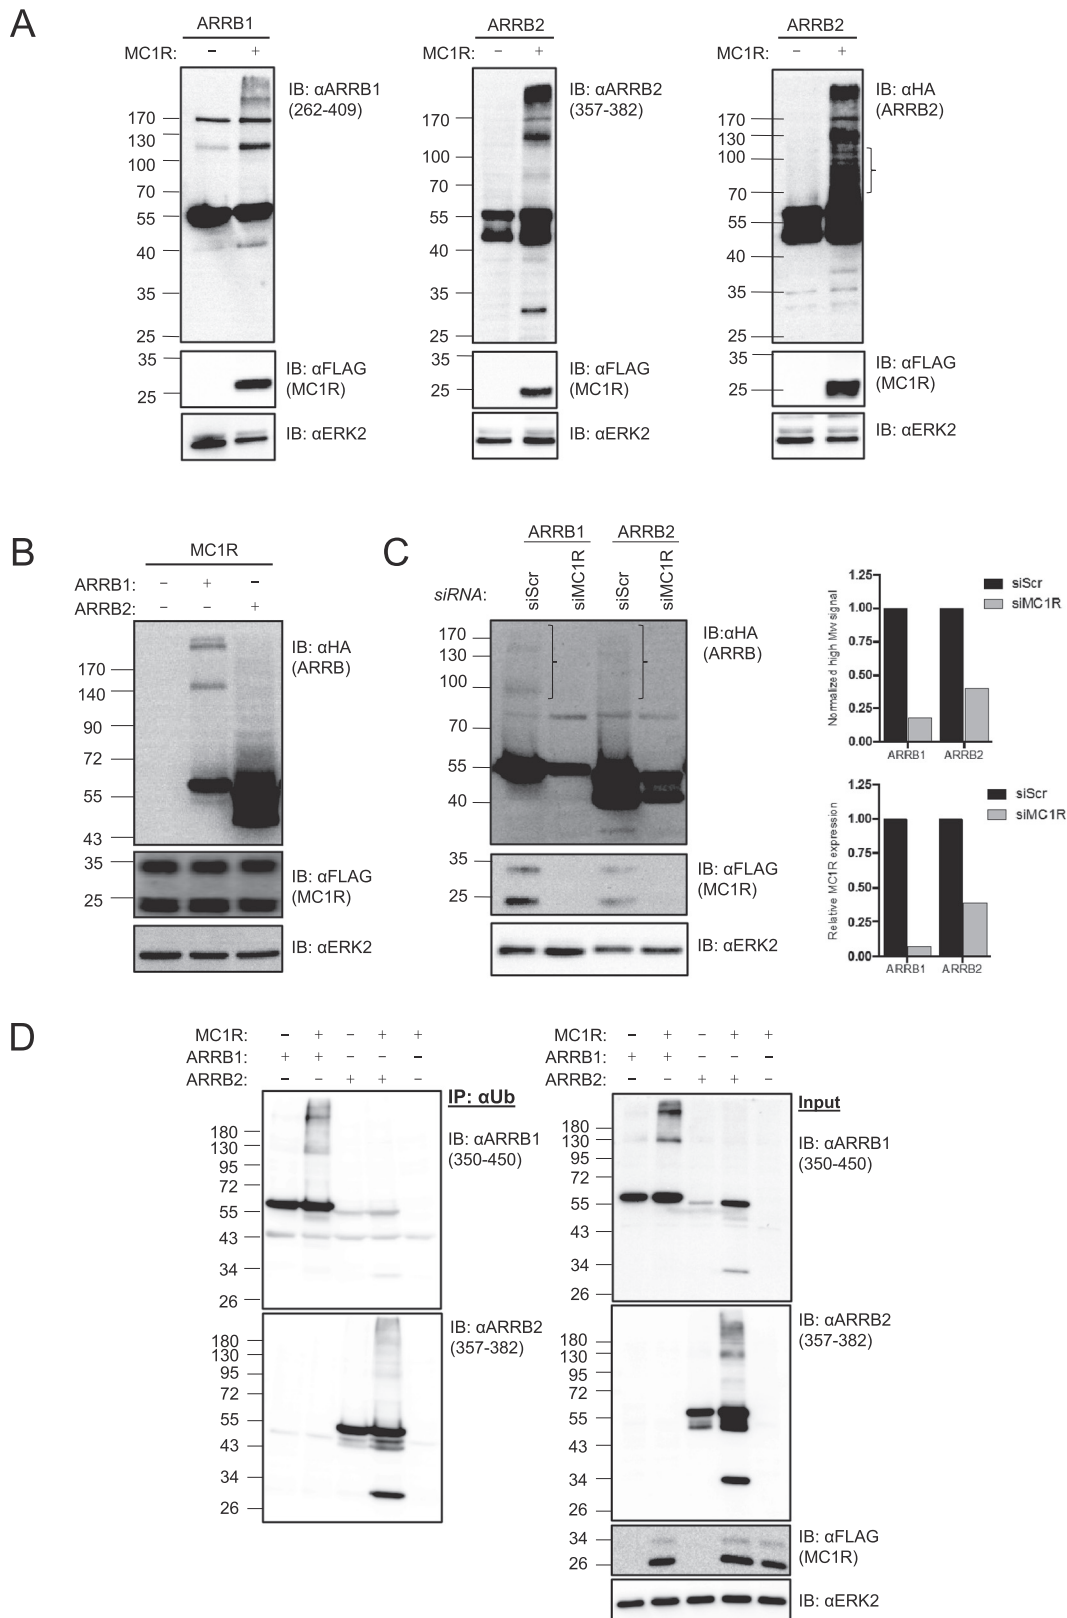 A
ARRB1
MC1R: - +
170
130
100
70
55
40
35
25
IB: αARRB1
(262-409)
35
25
IB: αFLAG
(MC1R)
IB: αERK2
ARRB2
MC1R: - +
170
130
100
70
55
40
35
25
IB: αARRB2
(357-382)
35
25
IB: αFLAG
(MC1R)
IB: αERK2
ARRB2
MC1R: - +
170
130
100
70
55
40
35
25
IB: αHA
(ARRB2)
35
25
IB: αFLAG
(MC1R)
IB: αERK2
B
MC1R
ARRB1: - + -
ARRB2: - - +
170
140
90
72
55
43
IB: αHA
(ARRB)
35
25
IB: αFLAG
(MC1R)
IB: αERK2
C
ARRB1 ARRB2
siRNA: siScr siMC1R siScr siMC1R
170
130
100
70
55
40
IB:αHA
(ARRB)
35
25
IB: αFLAG
(MC1R)
IB: αERK2
Normalized high Mw signal
1.25
1.00
0.75
0.50
0.25
0.00
ARRB1 ARRB2
siScr
siMC1R
Relative MC1R expression
1.25
1.00
0.75
0.50
0.25
0.00
ARRB1 ARRB2
siScr
siMC1R
D
MC1R: - + - + +
ARRB1: + + - - -
ARRB2: - - + + -
IP: αUb
180
130
95
72
55
43
34
26
IB: αARRB1
(350-450)
180
130
95
72
55
43
34
26
IB: αARRB2
(357-382)
MC1R: - + - + +
ARRB1: + + - - -
ARRB2: - - + + -
Input
180
130
95
72
55
43
34
26
IB: αARRB1
(350-450)
180
130
95
72
55
43
34
26
IB: αARRB2
(357-382)
34
26
IB: αFLAG
(MC1R)
IB: αERK2